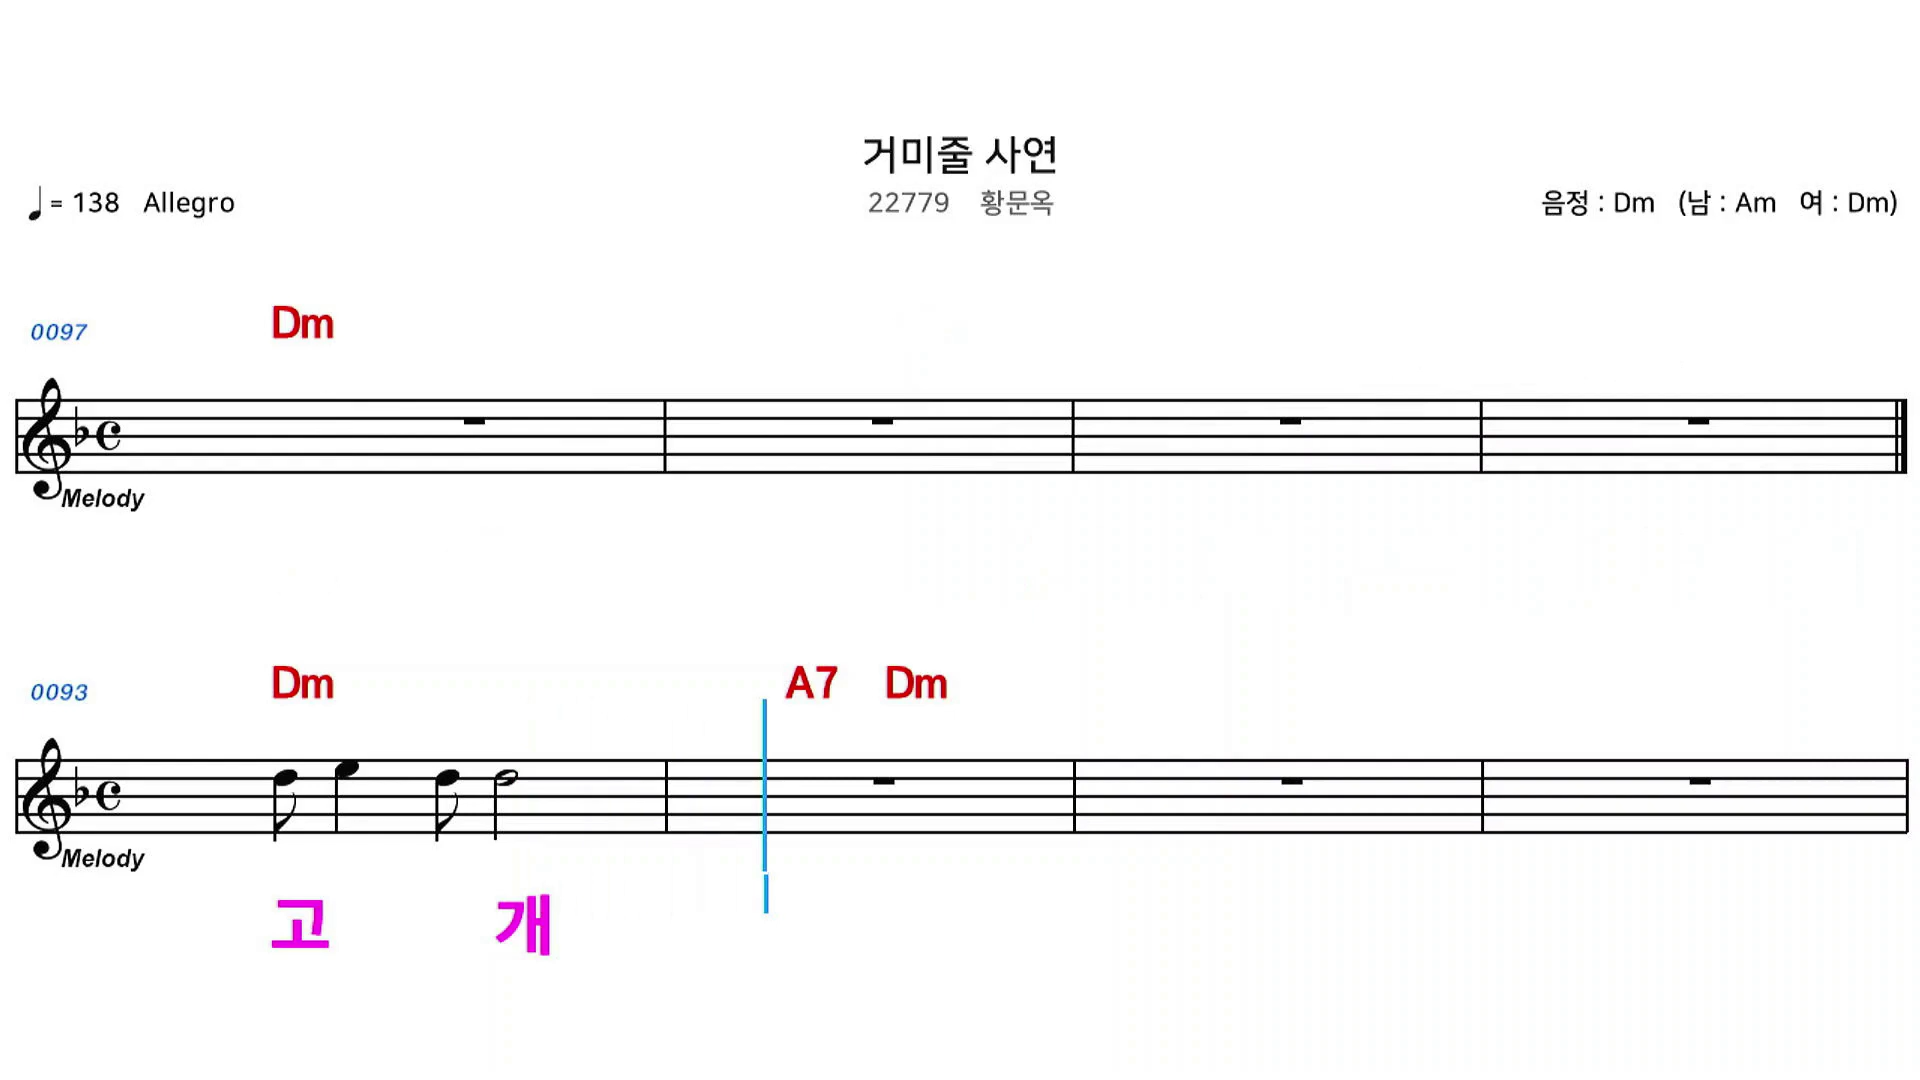 거미줄 사연
= 138 Allegro
22779 황문옥
음정 : Dm (남 : Am 여 : Dm)
0097 Dm
Melody
0093 Dm A7 Dm
Melody
고 개